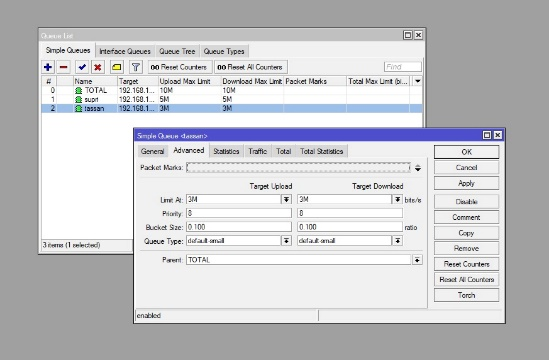 Queue List
Simple Queues Interface Queues Queue Tree Queue Types
00 Reset Counters 00 Reset All Counters Find
# Name Target Upload Max Limit Download Max Limit Packet Marks Total Max Limit (bi...
0 TOTAL 192.168.1... 10M 10M
1 supri 192.168.1... 5M 5M
2 tassan 192.168.1... 3M 3M
3 items (1 selected)
Simple Queue <tassan>
General Advanced Statistics Traffic Total Total Statistics
Packet Marks:
Target Upload Target Download
Limit At: 3M 3M bits/s
Priority: 8 8
Bucket Size: 0.100 0.100 ratio
Queue Type: default-small default-small
Parent: TOTAL
OK
Cancel
Apply
Disable
Comment
Copy
Remove
Reset Counters
Reset All Counters
Torch
enabled